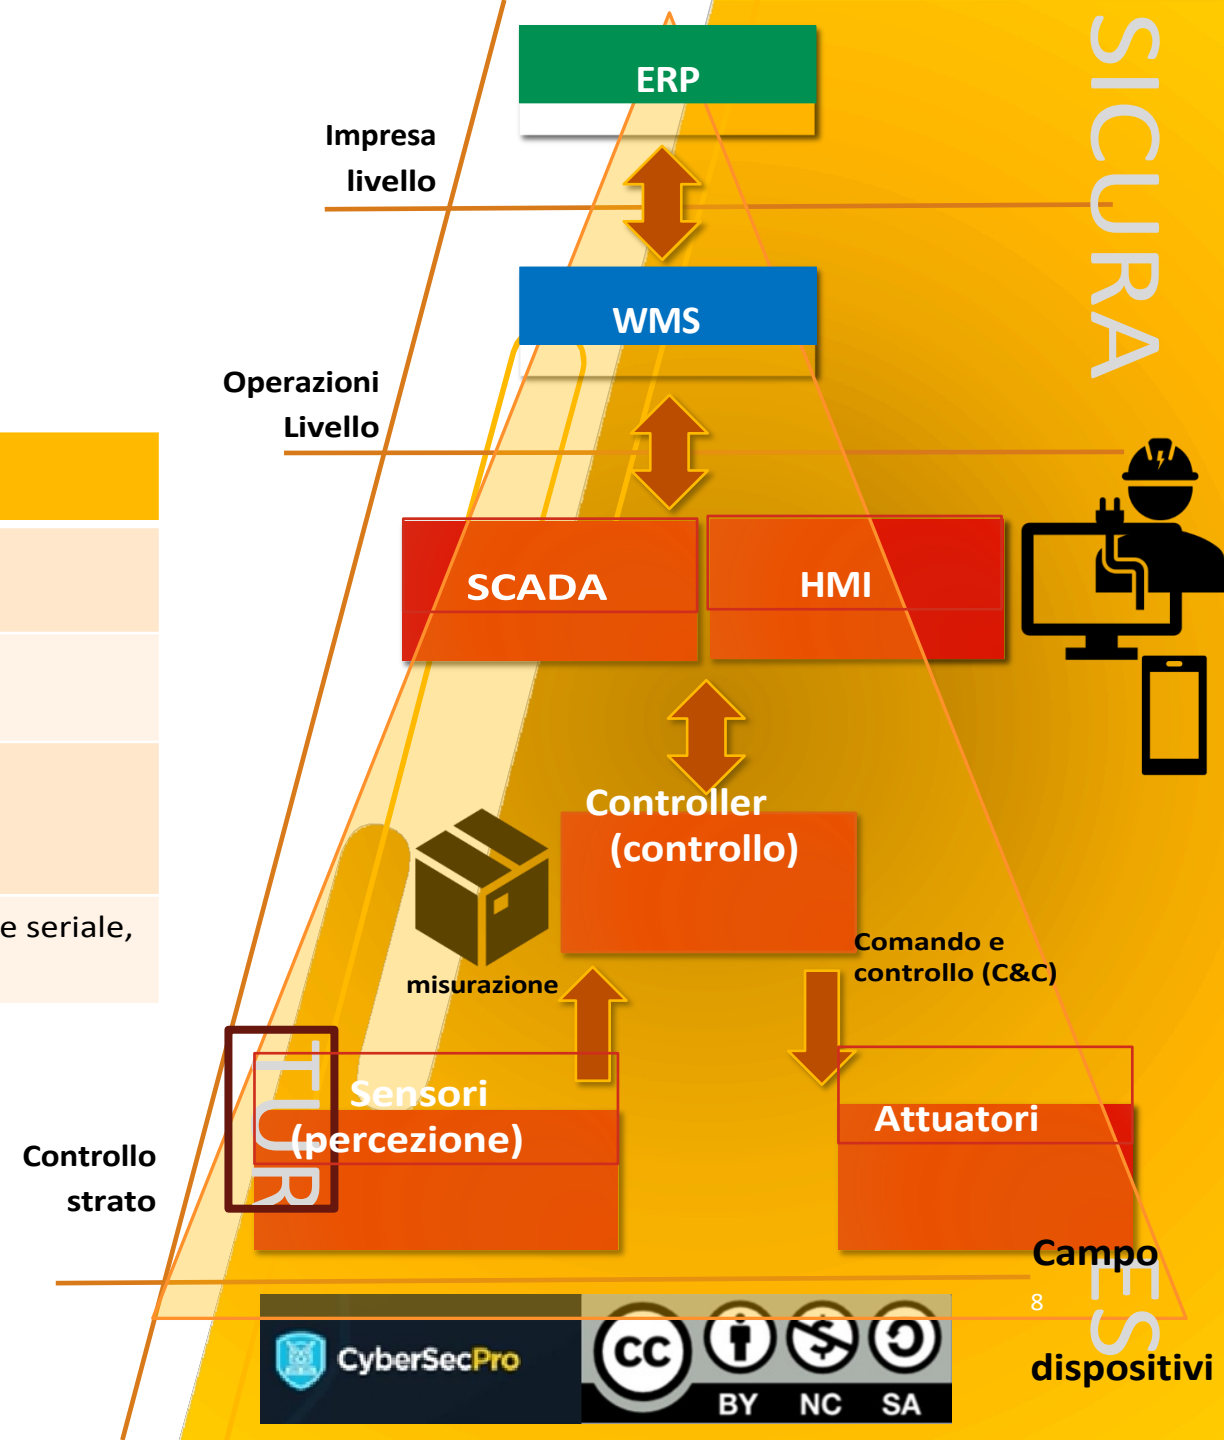 ERP
SICURA
Impresa
livello
WMS
Operazioni
Livello
SCADA
HMI
Controller
(controllo)
e seriale,
Comando e
controllo (C&C)
misurazione
TUR
Sensori
(percezione)
Attuatori
Controllo
strato
Campo
ES
8
dispositivi
CyberSecPro
cc
BY NC SA